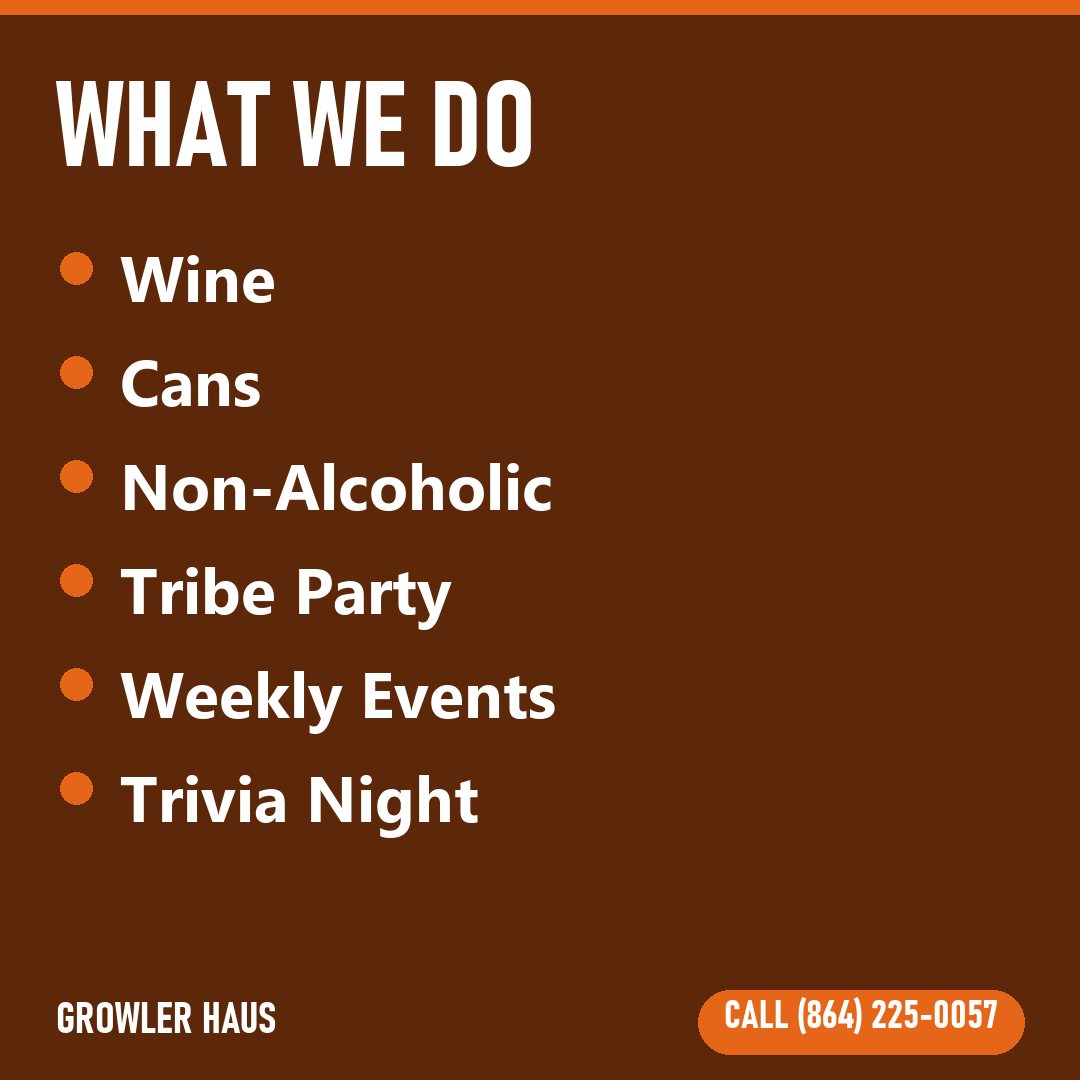 WHAT WE DO
Wine
Cans
Non-Alcoholic
Tribe Party
Weekly Events
Trivia Night
GROWLER HAUS
CALL (864) 225-0057